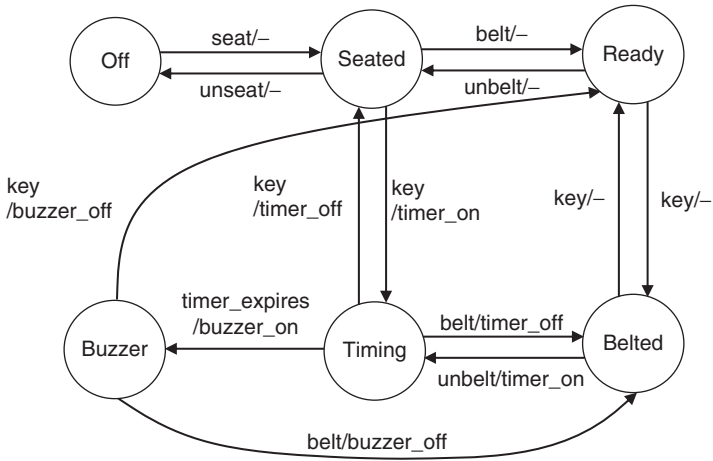 seat/–
belt/–
Off
Seated
Ready
unseat/–
unbelt/–
key
/buzzer_off
key
/timer_off
key
/timer_on
key/–
key/–
timer_expires
/buzzer_on
belt/timer_off
Buzzer
Timing
Belted
unbelt/timer_on
belt/buzzer_off